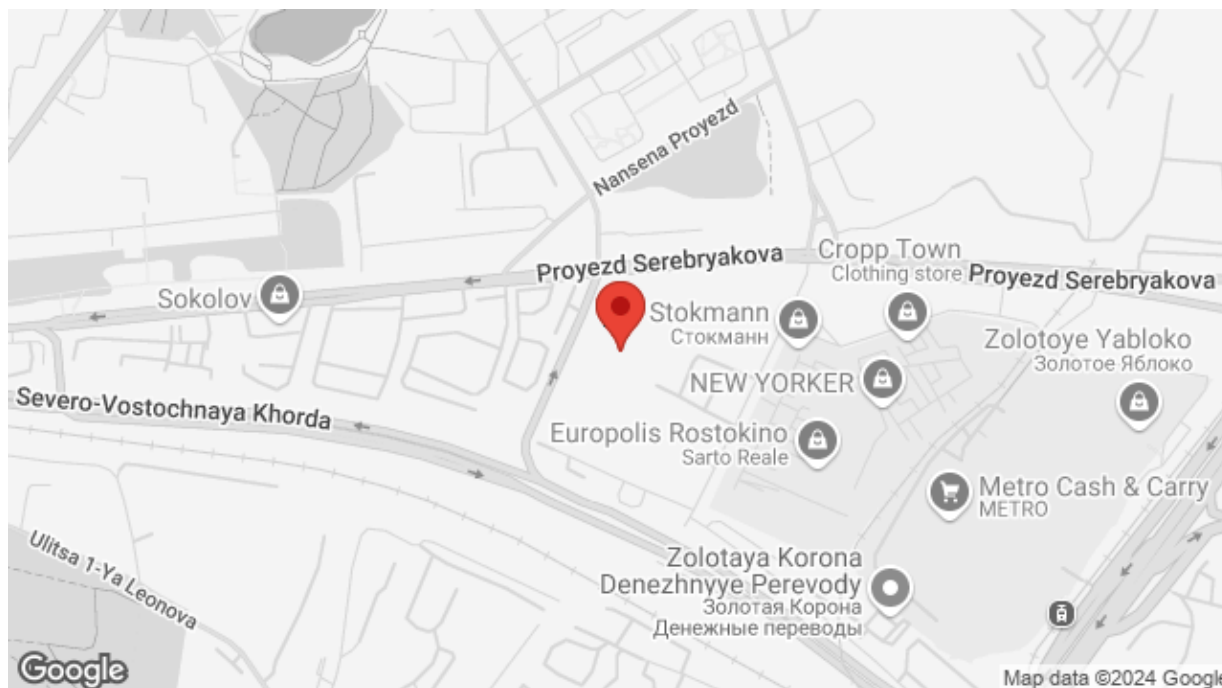 Nansena Proyezd
Proyezd Serebryakova
Cropp Town
Clothing store
Proyezd Serebryakova
Sokolov
Stokmann
Стокманн
Zolotoye Yabloko
Золотое Яблоко
NEW YORKER
Severo-Vostochnaya Khorda
Europolis Rostokino
Sarto Reale
Metro Cash & Carry
METRO
Ulitsa 1-Ya Leonova
Zolotaya Korona
Denezhnyye Perevody
Золотая Корона
Денежные переводы
Google
Map data ©2024 Google